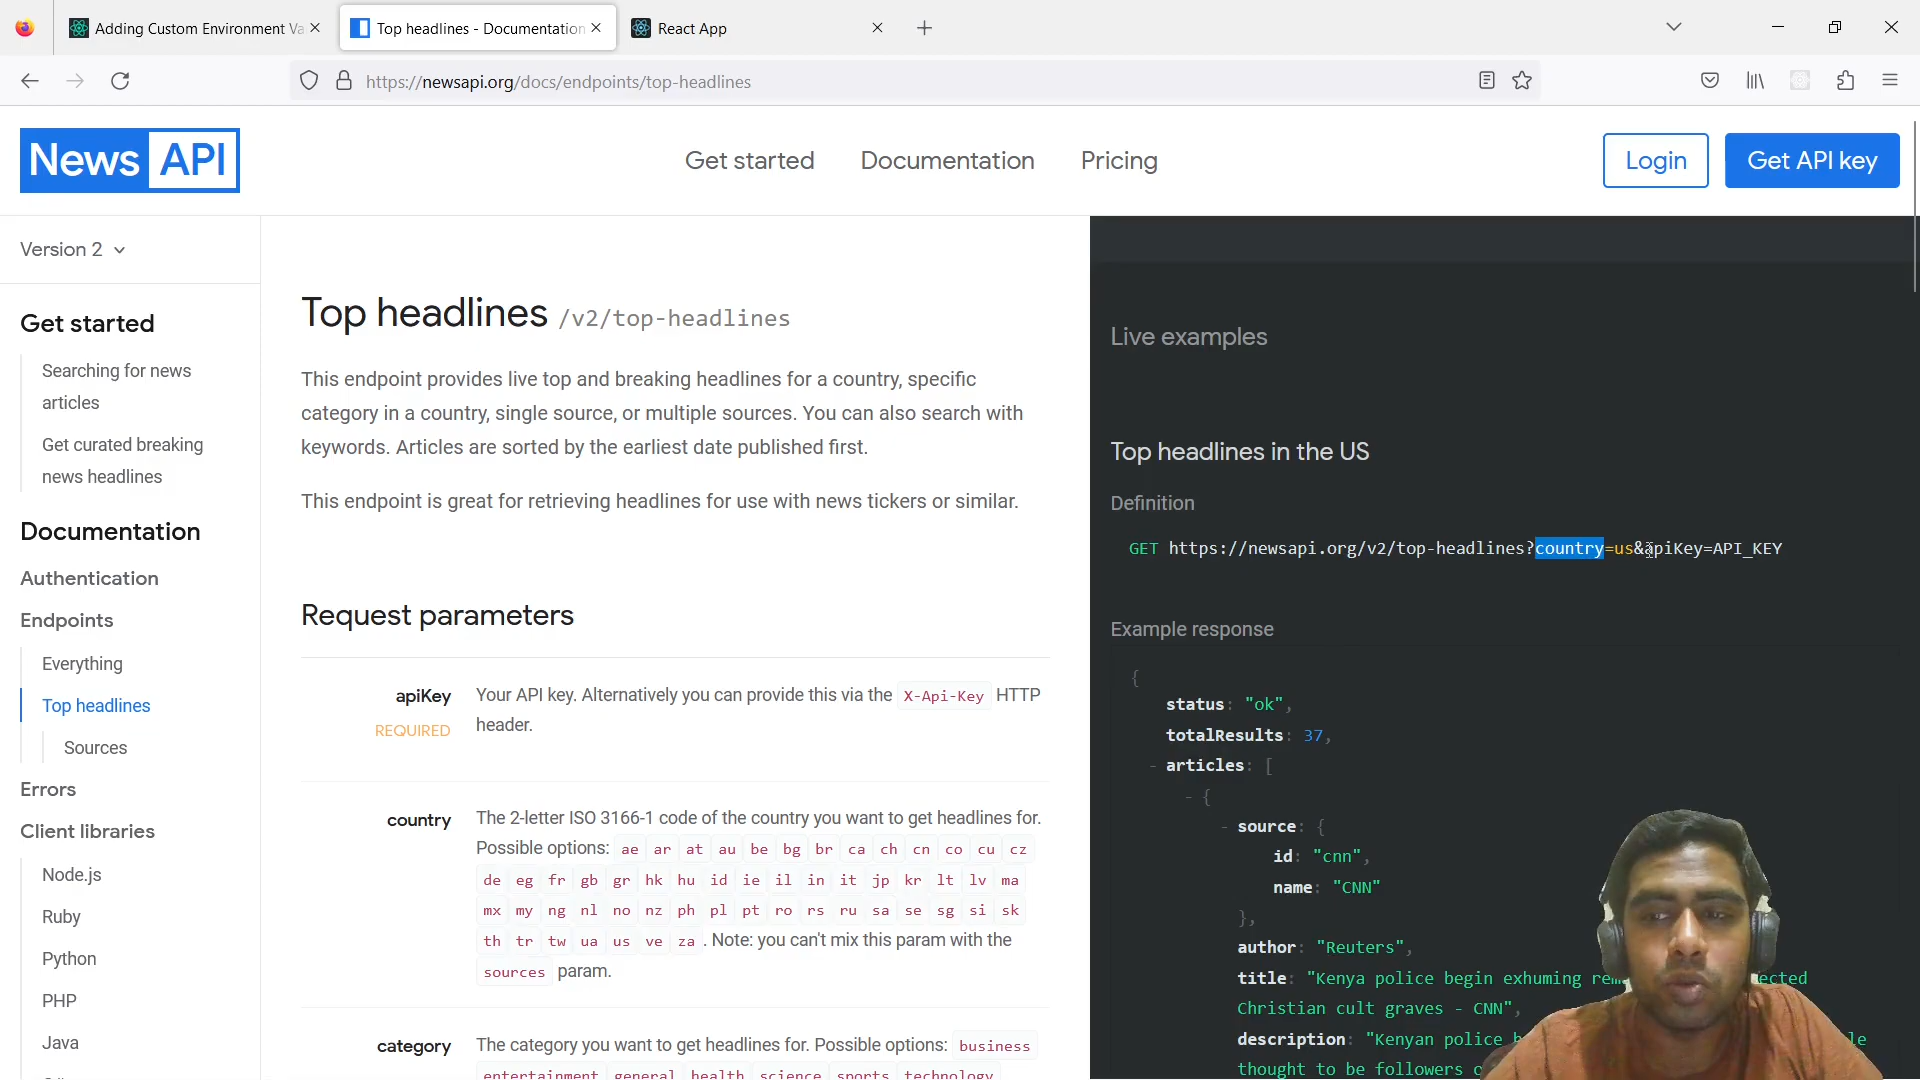 Adding Custom Environment Va
Top headlines - Documentation
React App
https://newsapi.org/docs/endpoints/top-headlines
News API
Get started
Documentation
Pricing
Login
Get API key
Version 2
Get started
Searching for news
articles
Get curated breaking
news headlines
Documentation
Authentication
Endpoints
Everything
Top headlines
Sources
Errors
Client libraries
Node.js
Ruby
Python
PHP
Java
Top headlines /v2/top-headlines
This endpoint provides live top and breaking headlines for a country, specific
category in a country, single source, or multiple sources. You can also search with
keywords. Articles are sorted by the earliest date published first.
This endpoint is great for retrieving headlines for use with news tickers or similar.
Request parameters
apiKey
REQUIRED
Your API key. Alternatively you can provide this via the X-Api-Key HTTP
header.
country
The 2-letter ISO 3166-1 code of the country you want to get headlines for.
Possible options: ae ar at au be bg br ca ch cn co cu cz
de eg fr gb gr hk hu id ie il in it jp kr lt lv ma
mx my ng nl no nz ph pl pt ro rs ru sa se sg si sk
th tr tw ua us ve za . Note: you can't mix this param with the
sources param.
category
The category you want to get headlines for. Possible options: business
entertainment general health science sports technology
Live examples
Top headlines in the US
Definition
GET https://newsapi.org/v2/top-headlines?country=us&apiKey=API_KEY
Example response
{
status: "ok",
totalResults: 37,
- articles: [
- {
- source: {
id: "cnn",
name: "CNN"
},
author: "Reuters",
title: "Kenya police begin exhuming
Christian cult graves - CNN",
description: "Kenyan police
thought to be followers